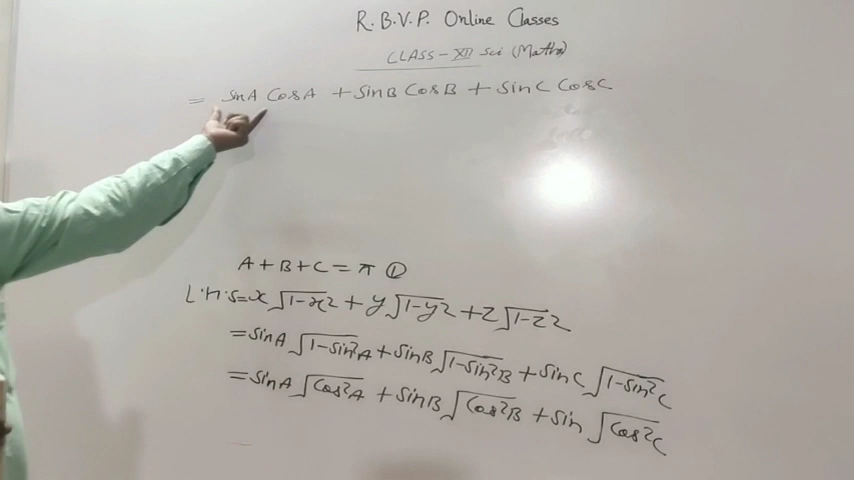 R.B.V.P. Online Classes
CLASS-XII Sci (Maths)
= SinA CosA + SinB CosB + SinC CosC
A+B+C = π ①
L.H.S = x √1-x² + y √1-y² + z √1-z²
= SinA √1-Sin²A + SinB √1-Sin²B + SinC √1-Sin²C
= SinA √Cos²A + SinB √Cos²B + Sin √Cos²C